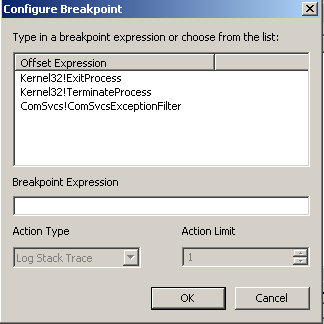 Configure Breakpoint
Type in a breakpoint expression or choose from the list:
Offset Expression
Kernel32!ExitProcess
Kernel32!TerminateProcess
ComSvcs!ComSvcsExceptionFilter
Breakpoint Expression
Action Type Action Limit
Log Stack Trace 1
OK Cancel